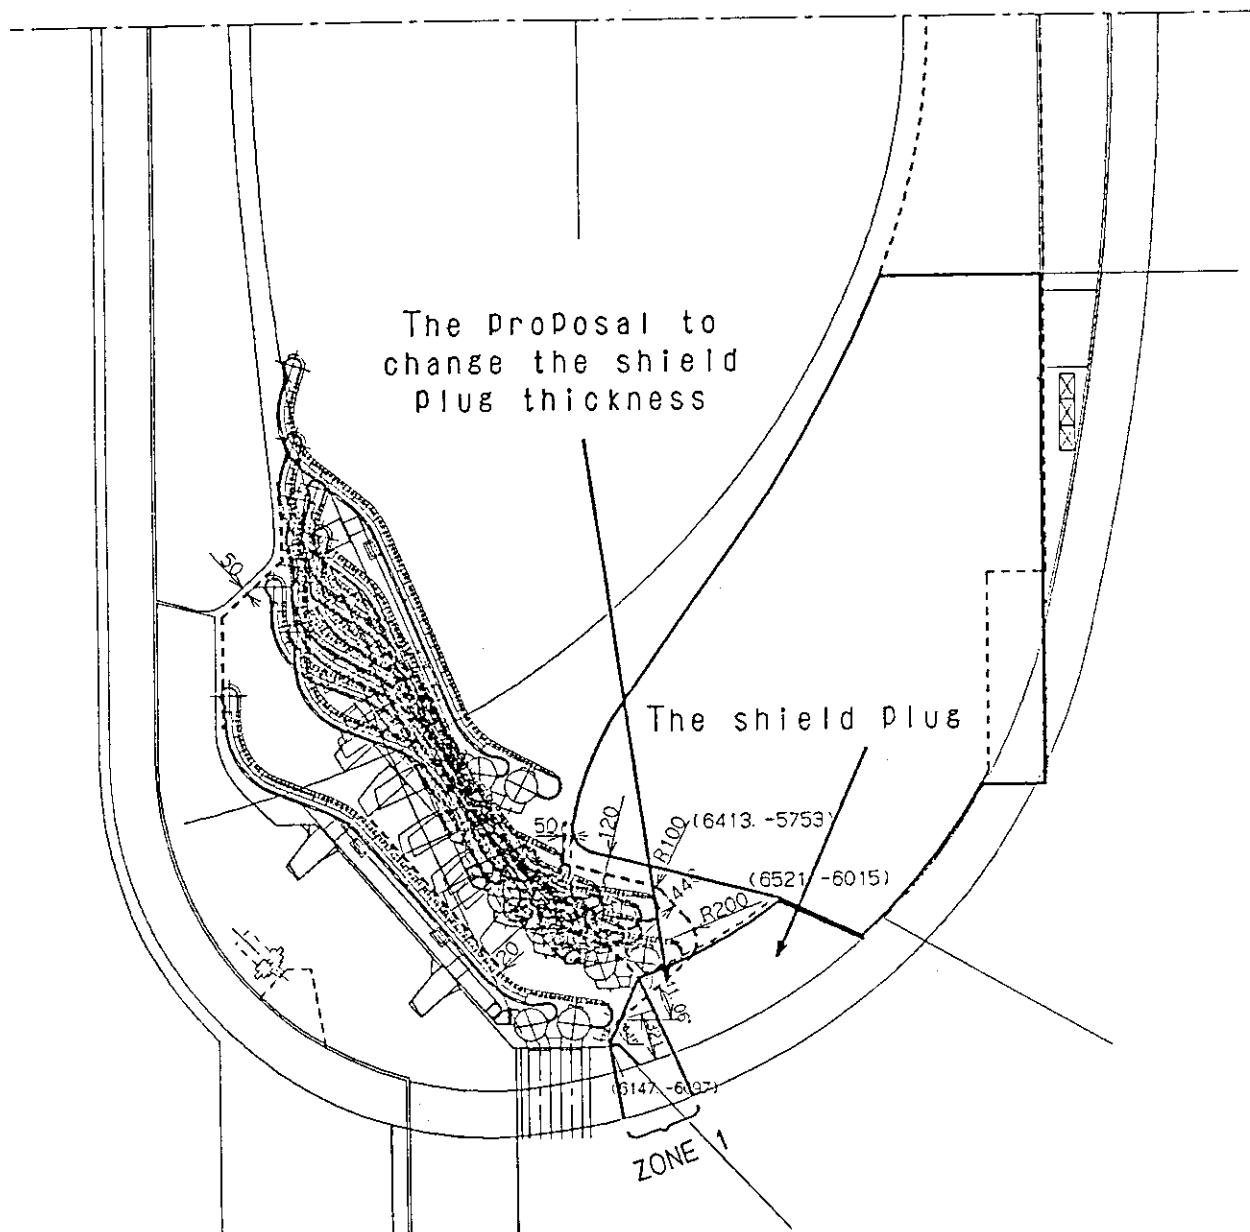 The proposal to
change the shield
plug thickness
50
The shield plug
50
120
R100
(6413. -5753)
(6521. -6015)
R200
20
(6147. -6097)
ZONE 1